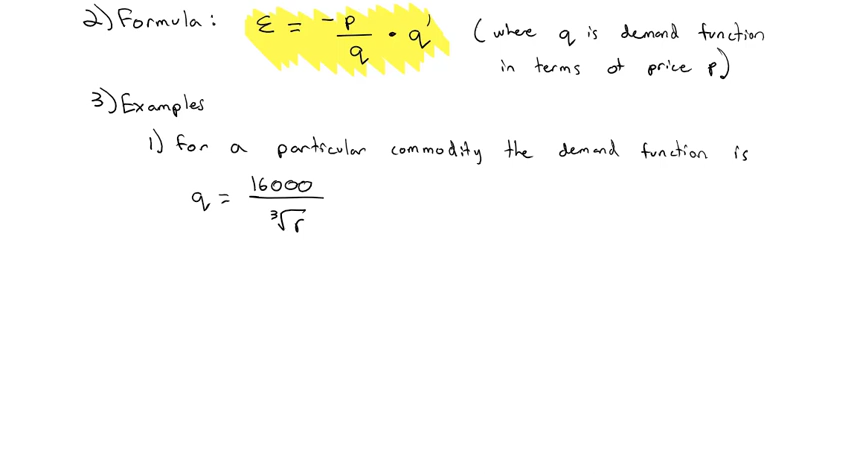 2) Formula: ε = -p/q · q' (where q is demand function
in terms of price p)
3) Examples
1) For a particular commodity the demand function is
q = 16000/∛r